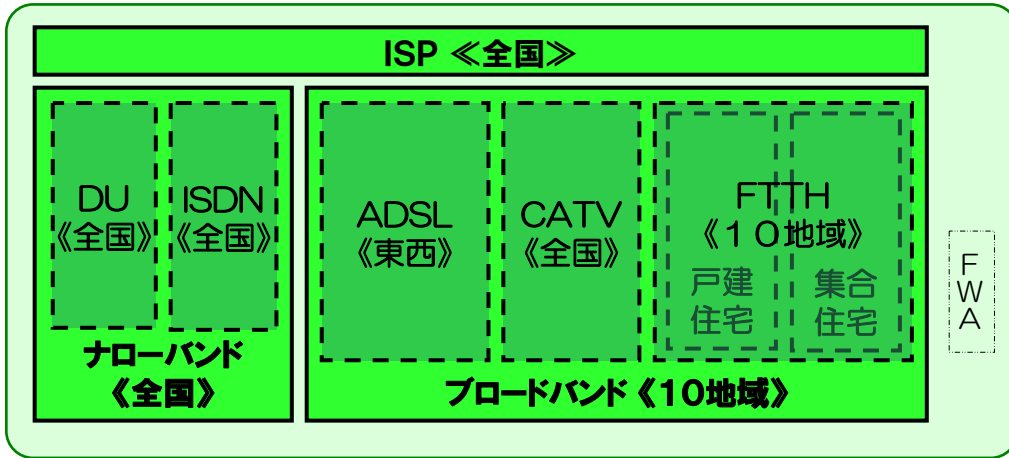 ISP ≪全国≫
DU
《全国》
ISDN
《全国》
ナローバンド
《全国》
ADSL
《東西》
CATV
《全国》
FTTH
《１０地域》
戸建
住宅
集合
住宅
ブロードバンド《10地域》
F
W
A